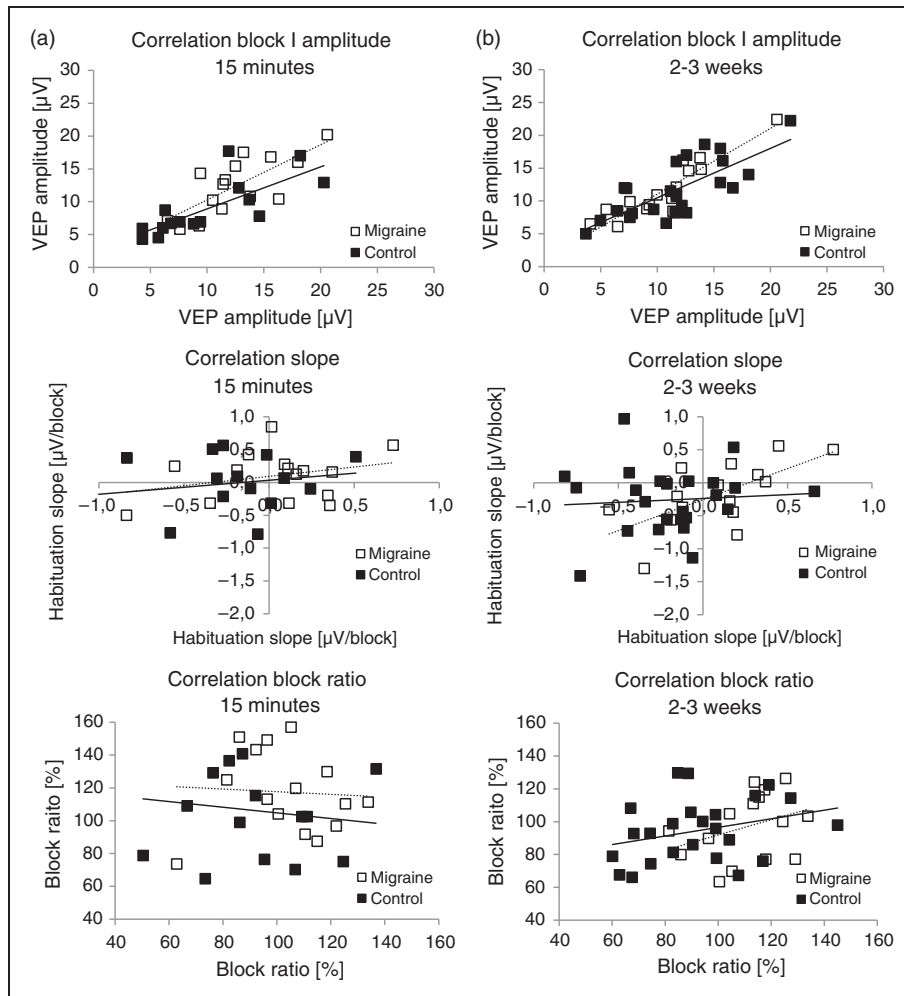 (a)
Correlation block I amplitude
15 minutes
VEP amplitude [µV]
30
25
20
15
10
5
0
0 5 10 15 20 25 30
VEP amplitude [µV]
Migraine
Control
(b)
Correlation block I amplitude
2-3 weeks
VEP amplitude [µV]
30
25
20
15
10
5
0
0 5 10 15 20 25 30
VEP amplitude [µV]
Migraine
Control
Correlation slope
15 minutes
Habituation slope [µV/block]
1,0
0,5
0,0
–0,5
–1,0
–1,5
–2,0
–1,0 –0,5 0,5 1,0
Habituation slope [µV/block]
Migraine
Control
Correlation slope
2-3 weeks
Habituation slope [µV/block]
1,0
0,5
0,0
–0,5
–1,0
–1,5
–2,0
–1,0 –0,5 0,5 1,0
Habituation slope [µV/block]
Migraine
Control
Correlation block ratio
15 minutes
Block raito [%]
160
140
120
100
80
60
40
40 60 80 100 120 140 160
Block ratio [%]
Migraine
Control
Correlation block ratio
2-3 weeks
Block raito [%]
160
140
120
100
80
60
40
40 60 80 100 120 140 160
Block ratio [%]
Migraine
Control